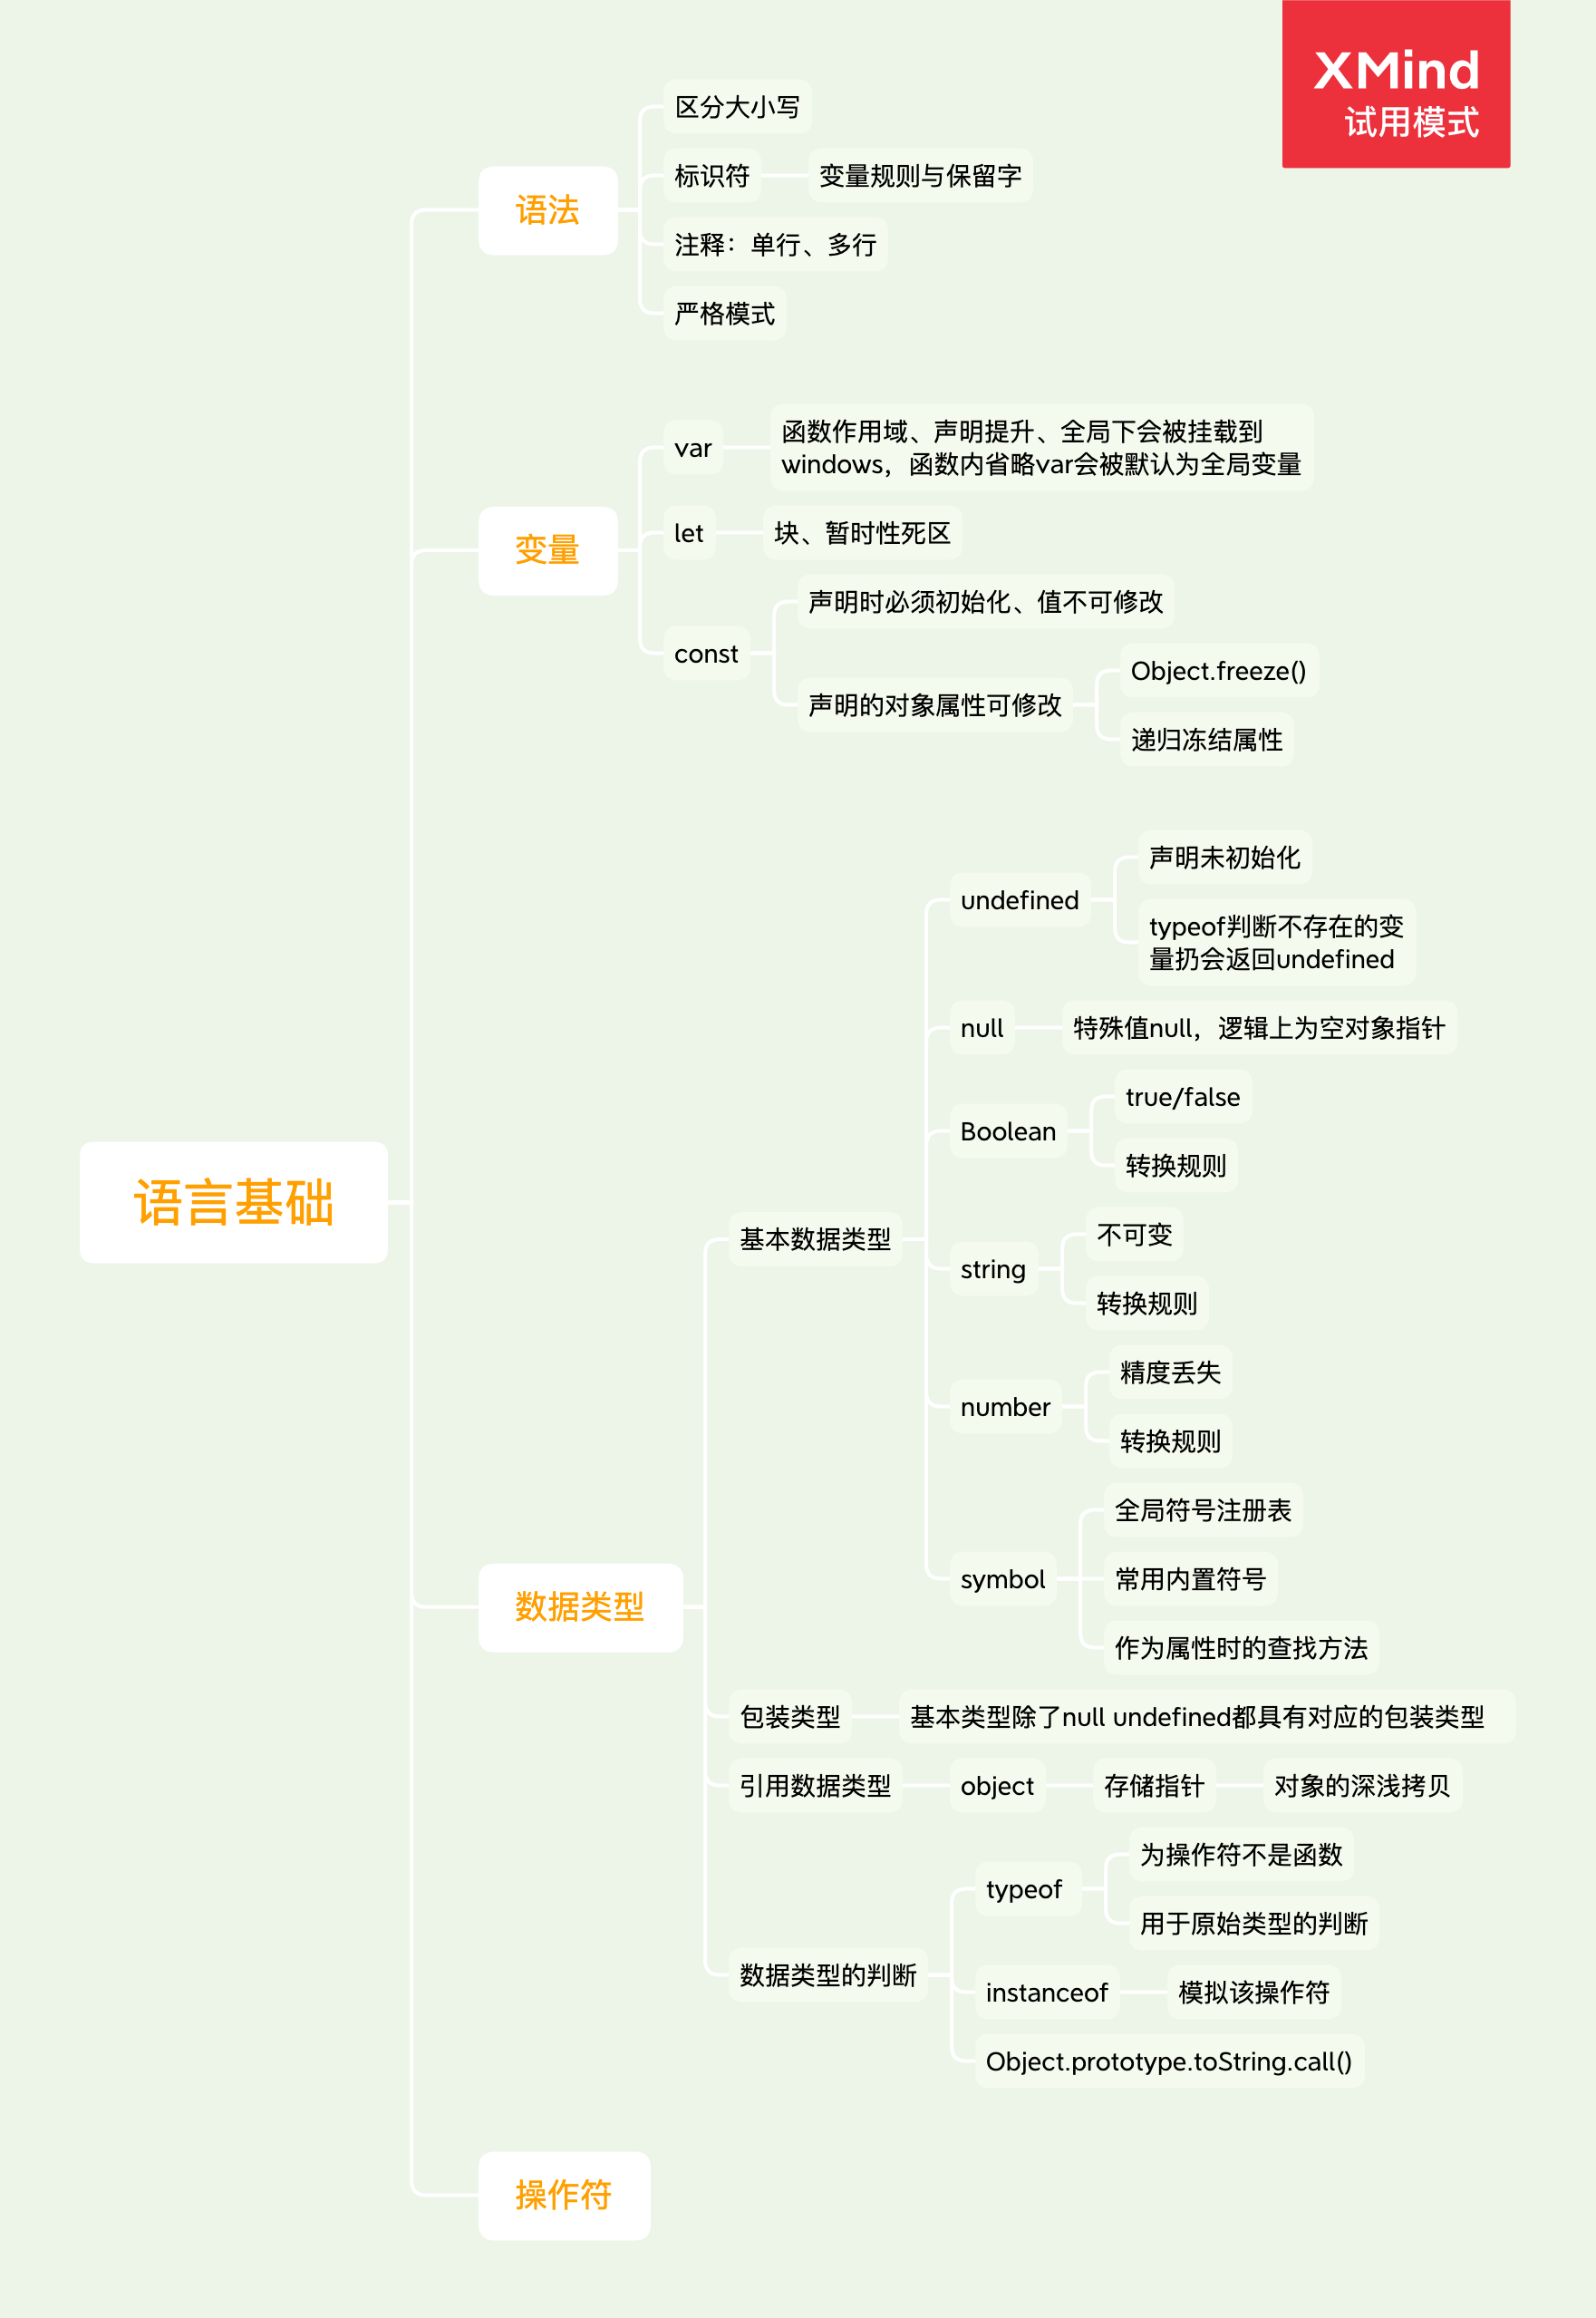 XMind
试用模式
语言基础
语法
区分大小写
标识符
变量规则与保留字
注释：单行、多行
严格模式
变量
var
函数作用域、声明提升、全局下会被挂载到
windows，函数内省略var会被默认为全局变量
let
块、暂时性死区
const
声明时必须初始化、值不可修改
声明的对象属性可修改
Object.freeze()
递归冻结属性
数据类型
基本数据类型
undefined
声明未初始化
typeof判断不存在的变
量扔会返回undefined
null
特殊值null，逻辑上为空对象指针
Boolean
true/false
转换规则
string
不可变
转换规则
number
精度丢失
转换规则
symbol
全局符号注册表
常用内置符号
作为属性时的查找方法
包装类型
基本类型除了null undefined都具有对应的包装类型
引用数据类型
object
存储指针
对象的深浅拷贝
数据类型的判断
typeof
为操作符不是函数
用于原始类型的判断
instanceof
模拟该操作符
Object.prototype.toString.call()
操作符